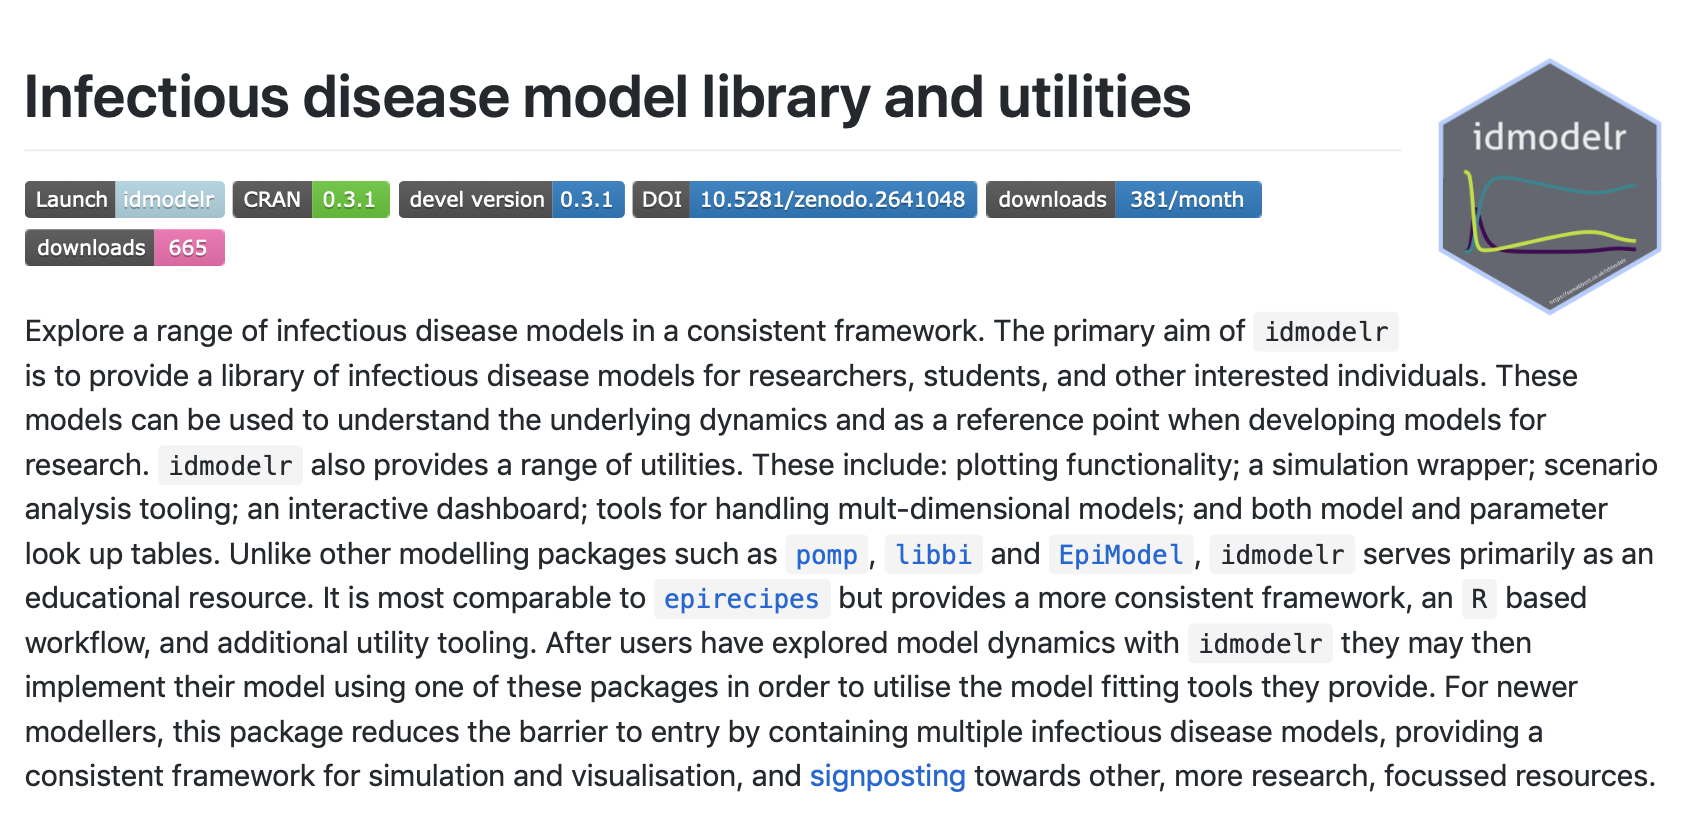 Infectious disease model library and utilities
idmodelr
Launch idmodelr CRAN 0.3.1 devel version 0.3.1 DOI 10.5281/zenodo.2641048 downloads 381/month
downloads 665
Explore a range of infectious disease models in a consistent framework. The primary aim of idmodelr
is to provide a library of infectious disease models for researchers, students, and other interested individuals. These
models can be used to understand the underlying dynamics and as a reference point when developing models for
research. idmodelr also provides a range of utilities. These include: plotting functionality; a simulation wrapper; scenario
analysis tooling; an interactive dashboard; tools for handling mult-dimensional models; and both model and parameter
look up tables. Unlike other modelling packages such as pomp, libbi and EpiModel, idmodelr serves primarily as an
educational resource. It is most comparable to epirecipes but provides a more consistent framework, an R based
workflow, and additional utility tooling. After users have explored model dynamics with idmodelr they may then
implement their model using one of these packages in order to utilise the model fitting tools they provide. For newer
modellers, this package reduces the barrier to entry by containing multiple infectious disease models, providing a
consistent framework for simulation and visualisation, and signposting towards other, more research, focussed resources.